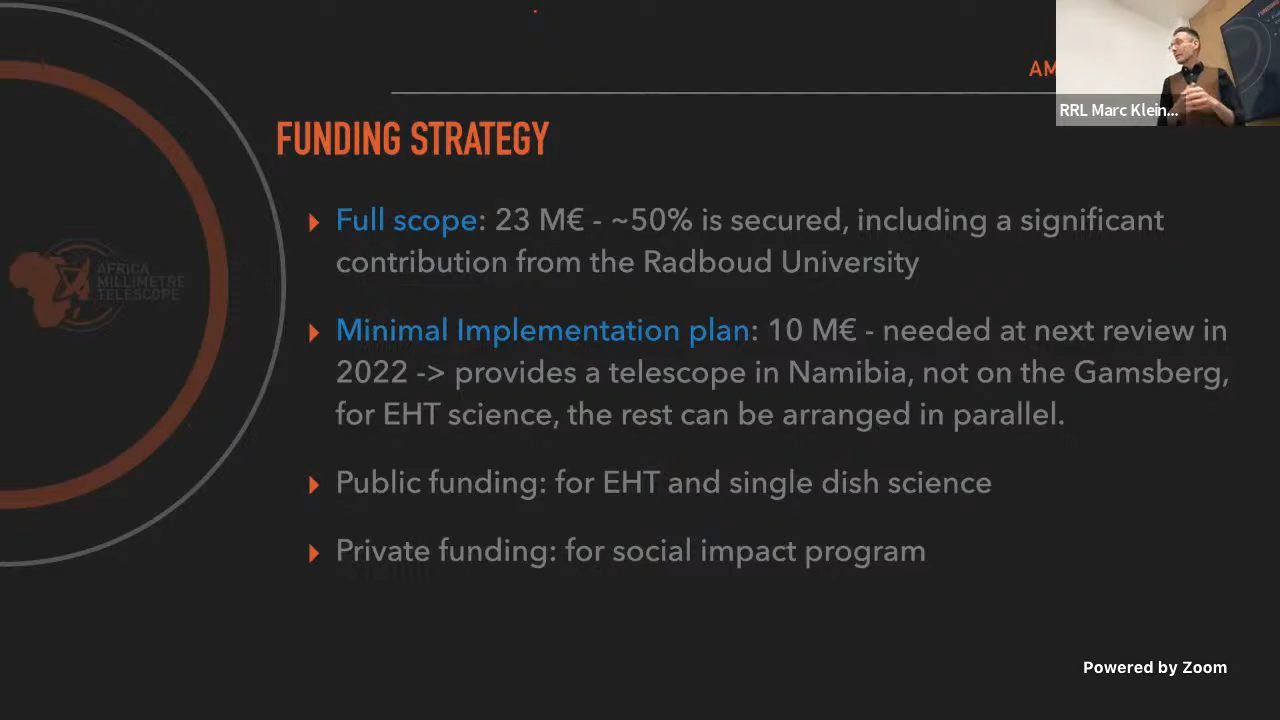 AM
RRL Marc Klein...
FUNDING STRATEGY
Full scope: 23 M€ - ~50% is secured, including a significant
contribution from the Radboud University
Minimal Implementation plan: 10 M€ - needed at next review in
2022 -> provides a telescope in Namibia, not on the Gamsberg,
for EHT science, the rest can be arranged in parallel.
Public funding: for EHT and single dish science
Private funding: for social impact program
AFRICA
MILLIMETRE
TELESCOPE
Powered by Zoom